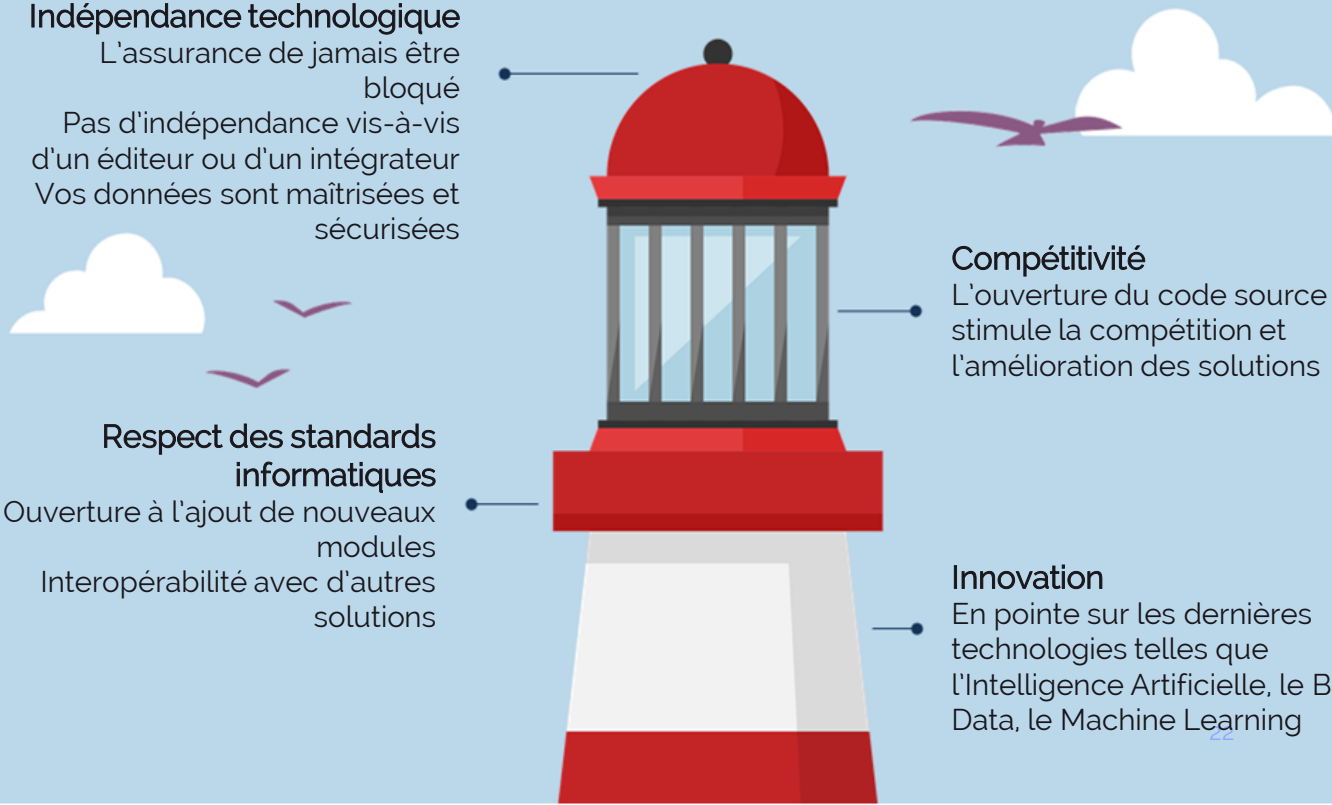 Indépendance technologique
L'assurance de jamais être
bloqué
Pas d'indépendance vis-à-vis
d'un éditeur ou d'un intégrateur
Vos données sont maîtrisées et
sécurisées
Respect des standards
informatiques
Ouverture à l'ajout de nouveaux
modules
Interopérabilité avec d'autres
solutions
Compétitivité
L'ouverture du code source
stimule la compétition et
l'amélioration des solutions
Innovation
En pointe sur les dernières
technologies telles que
l'Intelligence Artificielle, le B
Data, le Machine Learning
22